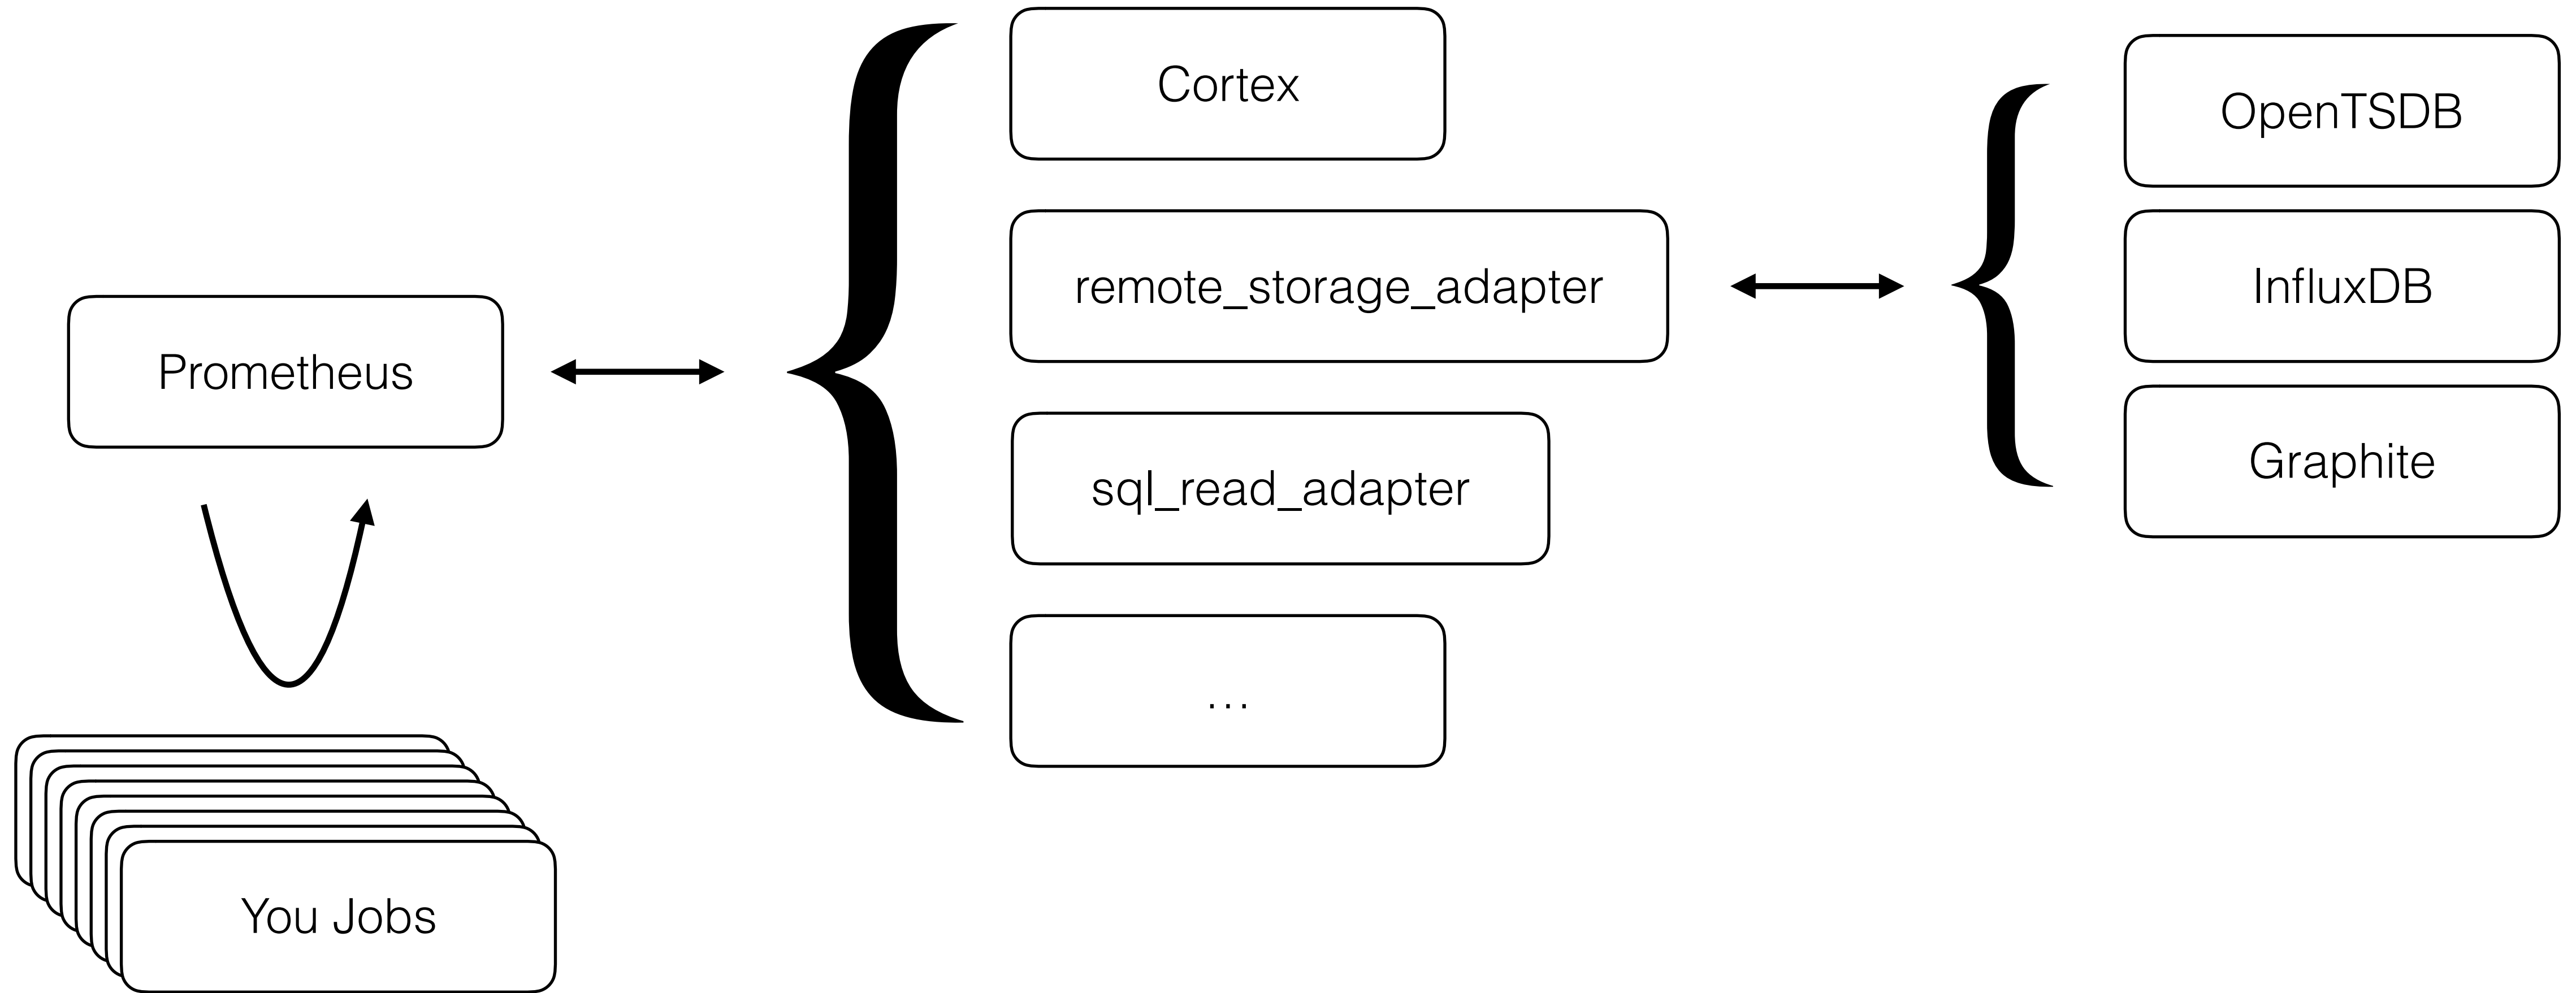 Prometheus
You Jobs
Cortex
remote_storage_adapter
sql_read_adapter
...
OpenTSDB
InfluxDB
Graphite